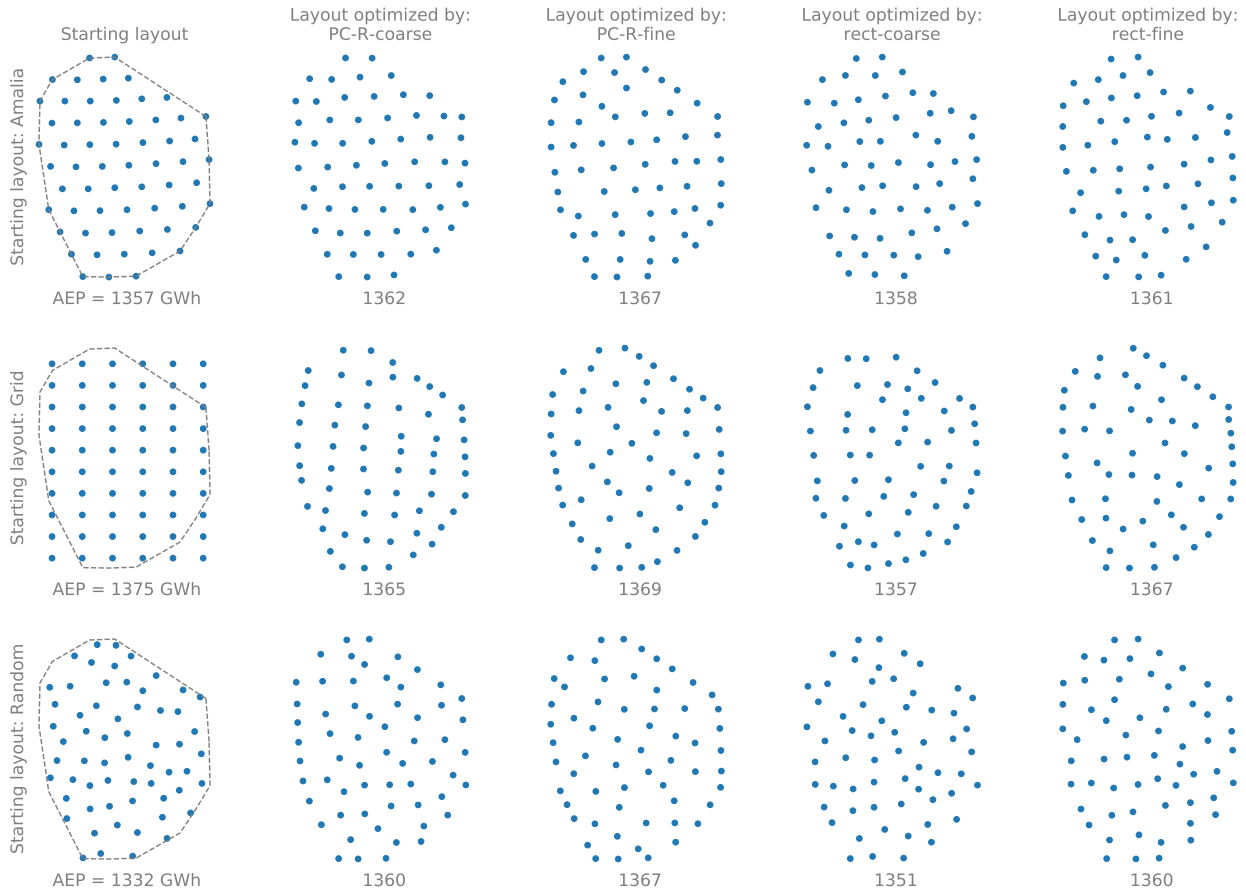 Starting layout
Layout optimized by:
PC-R-coarse
Layout optimized by:
PC-R-fine
Layout optimized by:
rect-coarse
Layout optimized by:
rect-fine
Starting layout: Amalia
AEP = 1357 GWh
1362
1367
1358
1361
Starting layout: Grid
AEP = 1375 GWh
1365
1369
1357
1367
Starting layout: Random
AEP = 1332 GWh
1360
1367
1351
1360